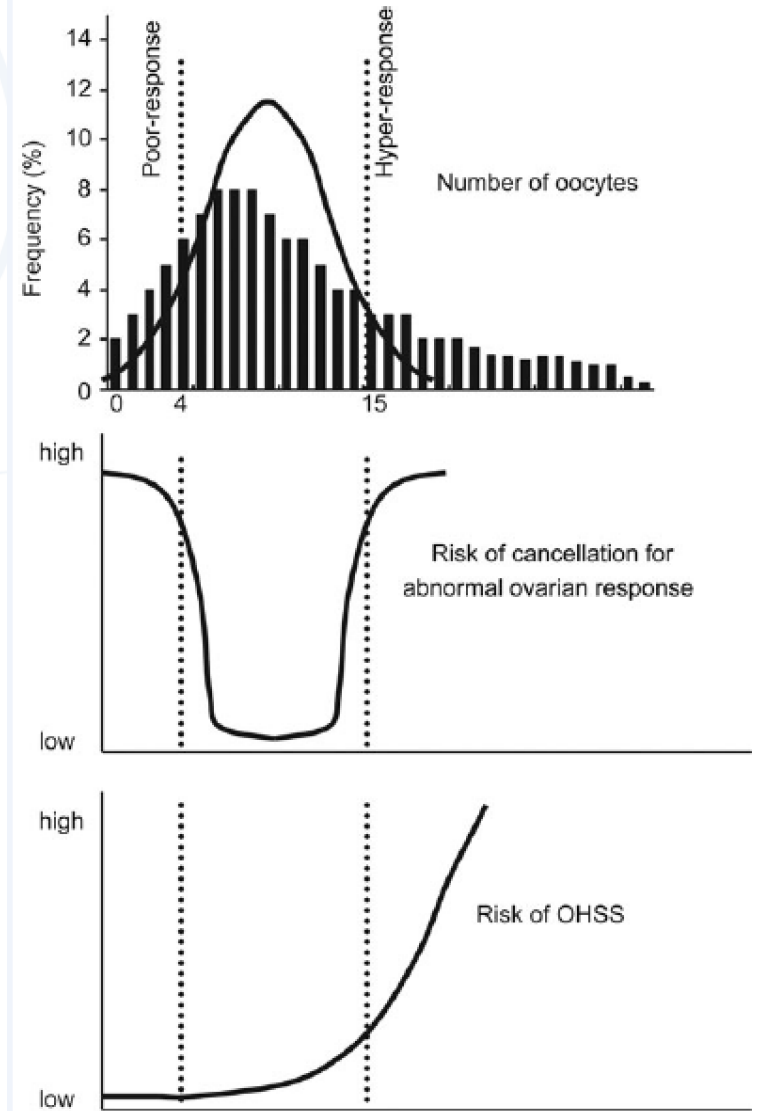 Poor-response
Hyper-response
Frequency (%)
14
12
10
8
6
4
2
0
Number of oocytes
0 4 15
high
Risk of cancellation for
abnormal ovarian response
low
high
Risk of OHSS
low